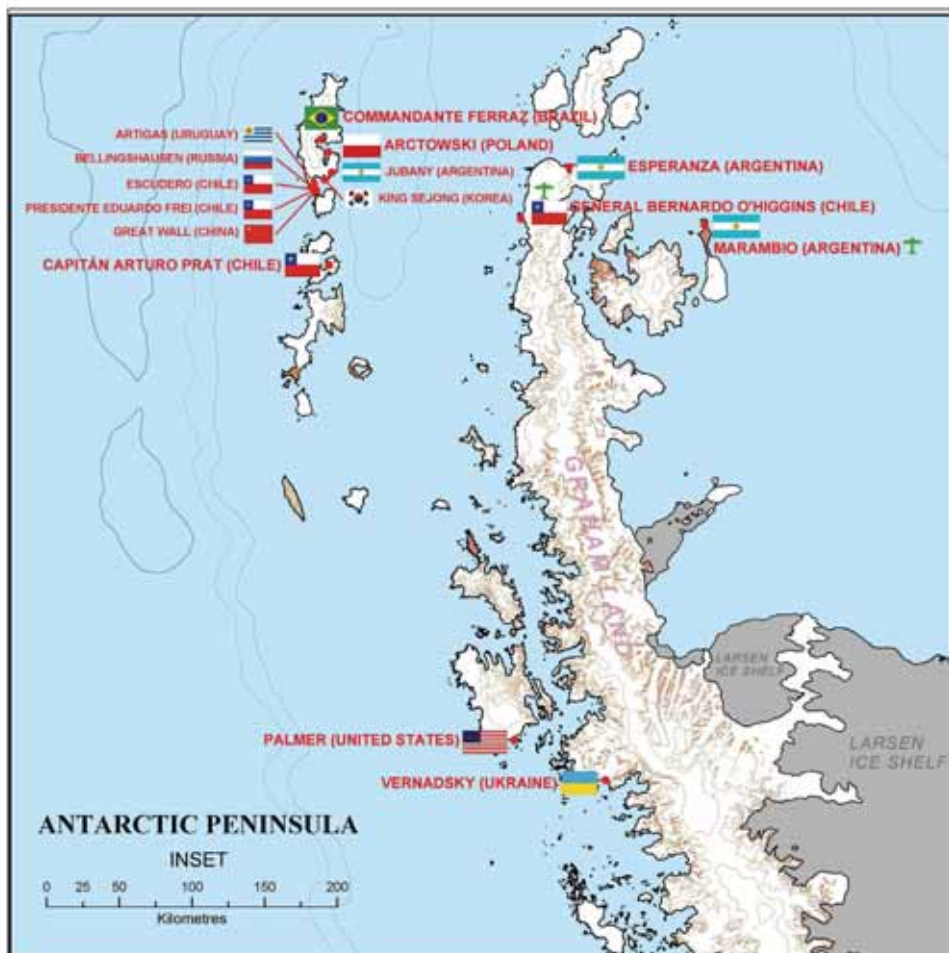 COMMANDANTE FERRAZ (BRAZIL)
ARTIGAS (URUGUAY)
ARCTOWSKI (POLAND)
BELLINGSHAUSEN (RUSSIA)
JUBANY (ARGENTINA)
ESPERANZA (ARGENTINA)
ESCUDERO (CHILE)
KING SEJONG (KOREA)
PRESIDENTE EDUARDO FREI (CHILE)
GENERAL BERNARDO O'HIGGINS (CHILE)
GREAT WALL (CHINA)
MARAMBIO (ARGENTINA)
CAPITÁN ARTURO PRAT (CHILE)
GRAHAM LAND
LARSEN
ICE SHELF
PALMER (UNITED STATES)
LARSEN
ICE SHELF
VERNADSKY (UKRAINE)
ANTARCTIC PENINSULA
INSET
0 25 50 100 150 200
Kilometres